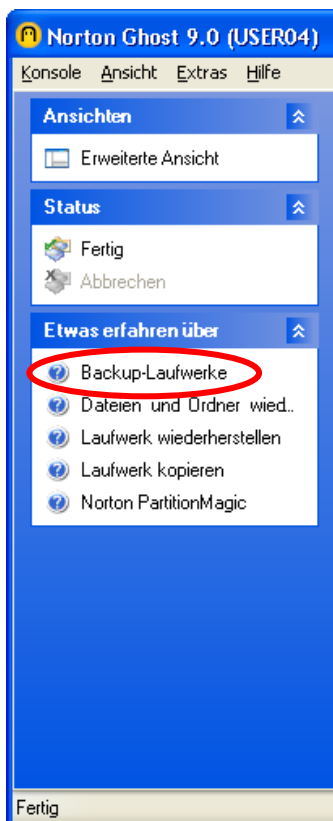 Norton Ghost 9.0 (USER04)
Konsole Ansicht Extras Hilfe
Ansichten
Erweiterte Ansicht
Status
Fertig
Abbrechen
Etwas erfahren über
Backup-Laufwerke
Dateien und Ordner wied..
Laufwerk wiederherstellen
Laufwerk kopieren
Norton PartitionMagic
Fertig